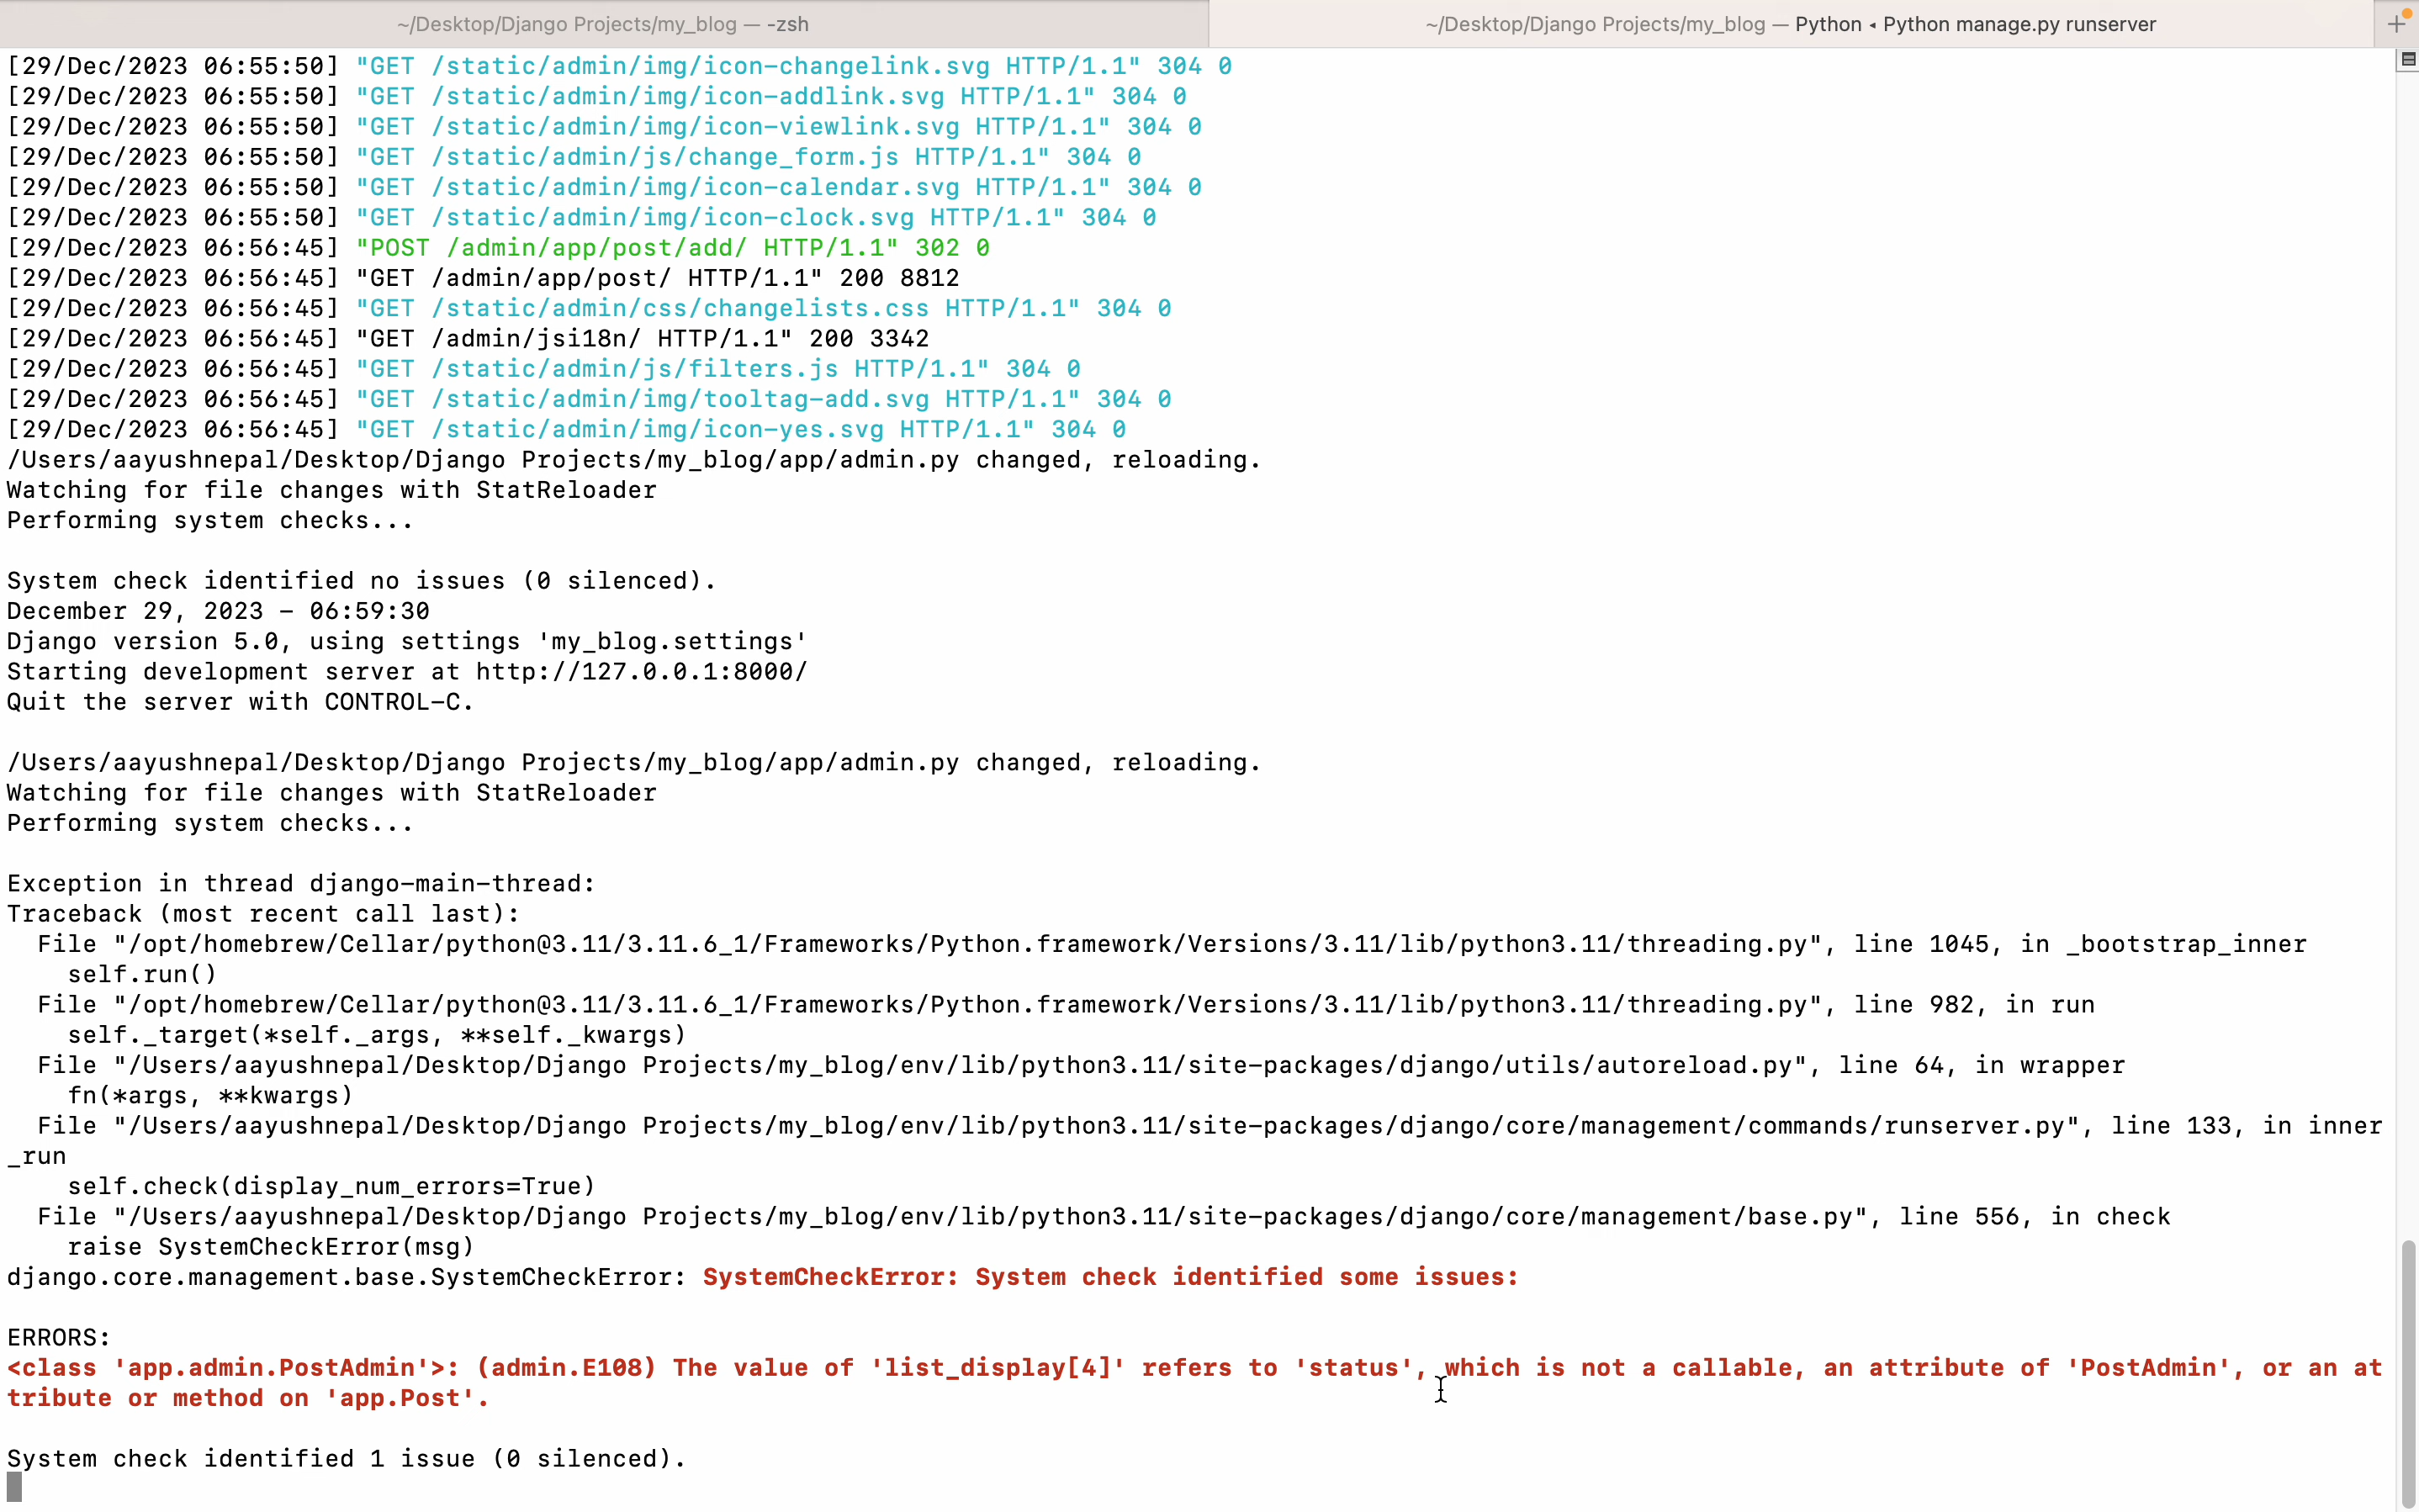 ~/Desktop/Django Projects/my_blog — -zsh
~/Desktop/Django Projects/my_blog — Python ◂ Python manage.py runserver
[29/Dec/2023 06:55:50] "GET /static/admin/img/icon-changelink.svg HTTP/1.1" 304 0
[29/Dec/2023 06:55:50] "GET /static/admin/img/icon-addlink.svg HTTP/1.1" 304 0
[29/Dec/2023 06:55:50] "GET /static/admin/img/icon-viewlink.svg HTTP/1.1" 304 0
[29/Dec/2023 06:55:50] "GET /static/admin/js/change_form.js HTTP/1.1" 304 0
[29/Dec/2023 06:55:50] "GET /static/admin/img/icon-calendar.svg HTTP/1.1" 304 0
[29/Dec/2023 06:55:50] "GET /static/admin/img/icon-clock.svg HTTP/1.1" 304 0
[29/Dec/2023 06:56:45] "POST /admin/app/post/add/ HTTP/1.1" 302 0
[29/Dec/2023 06:56:45] "GET /admin/app/post/ HTTP/1.1" 200 8812
[29/Dec/2023 06:56:45] "GET /static/admin/css/changelists.css HTTP/1.1" 304 0
[29/Dec/2023 06:56:45] "GET /admin/jsi18n/ HTTP/1.1" 200 3342
[29/Dec/2023 06:56:45] "GET /static/admin/js/filters.js HTTP/1.1" 304 0
[29/Dec/2023 06:56:45] "GET /static/admin/img/tooltag-add.svg HTTP/1.1" 304 0
[29/Dec/2023 06:56:45] "GET /static/admin/img/icon-yes.svg HTTP/1.1" 304 0
/Users/aayushnepal/Desktop/Django Projects/my_blog/app/admin.py changed, reloading.
Watching for file changes with StatReloader
Performing system checks...
System check identified no issues (0 silenced).
December 29, 2023 - 06:59:30
Django version 5.0, using settings 'my_blog.settings'
Starting development server at http://127.0.0.1:8000/
Quit the server with CONTROL-C.
/Users/aayushnepal/Desktop/Django Projects/my_blog/app/admin.py changed, reloading.
Watching for file changes with StatReloader
Performing system checks...
Exception in thread django-main-thread:
Traceback (most recent call last):
  File "/opt/homebrew/Cellar/python@3.11/3.11.6_1/Frameworks/Python.framework/Versions/3.11/lib/python3.11/threading.py", line 1045, in _bootstrap_inner
    self.run()
  File "/opt/homebrew/Cellar/python@3.11/3.11.6_1/Frameworks/Python.framework/Versions/3.11/lib/python3.11/threading.py", line 982, in run
    self._target(*self._args, **self._kwargs)
  File "/Users/aayushnepal/Desktop/Django Projects/my_blog/env/lib/python3.11/site-packages/django/utils/autoreload.py", line 64, in wrapper
    fn(*args, **kwargs)
  File "/Users/aayushnepal/Desktop/Django Projects/my_blog/env/lib/python3.11/site-packages/django/core/management/commands/runserver.py", line 133, in inner
_run
    self.check(display_num_errors=True)
  File "/Users/aayushnepal/Desktop/Django Projects/my_blog/env/lib/python3.11/site-packages/django/core/management/base.py", line 556, in check
    raise SystemCheckError(msg)
django.core.management.base.SystemCheckError: SystemCheckError: System check identified some issues:
ERRORS:
<class 'app.admin.PostAdmin'>: (admin.E108) The value of 'list_display[4]' refers to 'status', which is not a callable, an attribute of 'PostAdmin', or an at
tribute or method on 'app.Post'.
System check identified 1 issue (0 silenced).